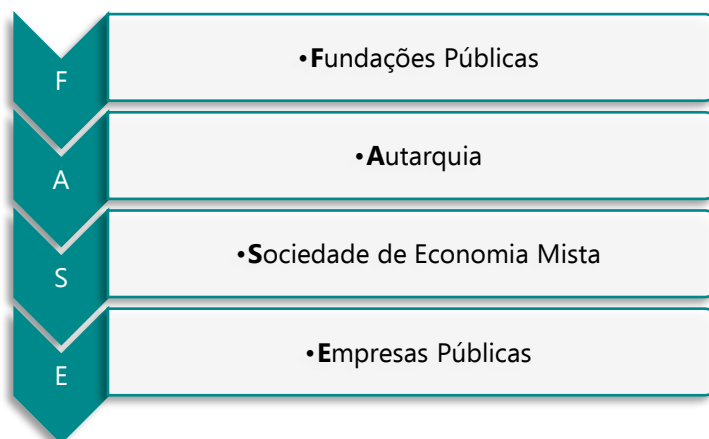 F
•Fundações Públicas
A
•Autarquia
S
•Sociedade de Economia Mista
E
•Empresas Públicas